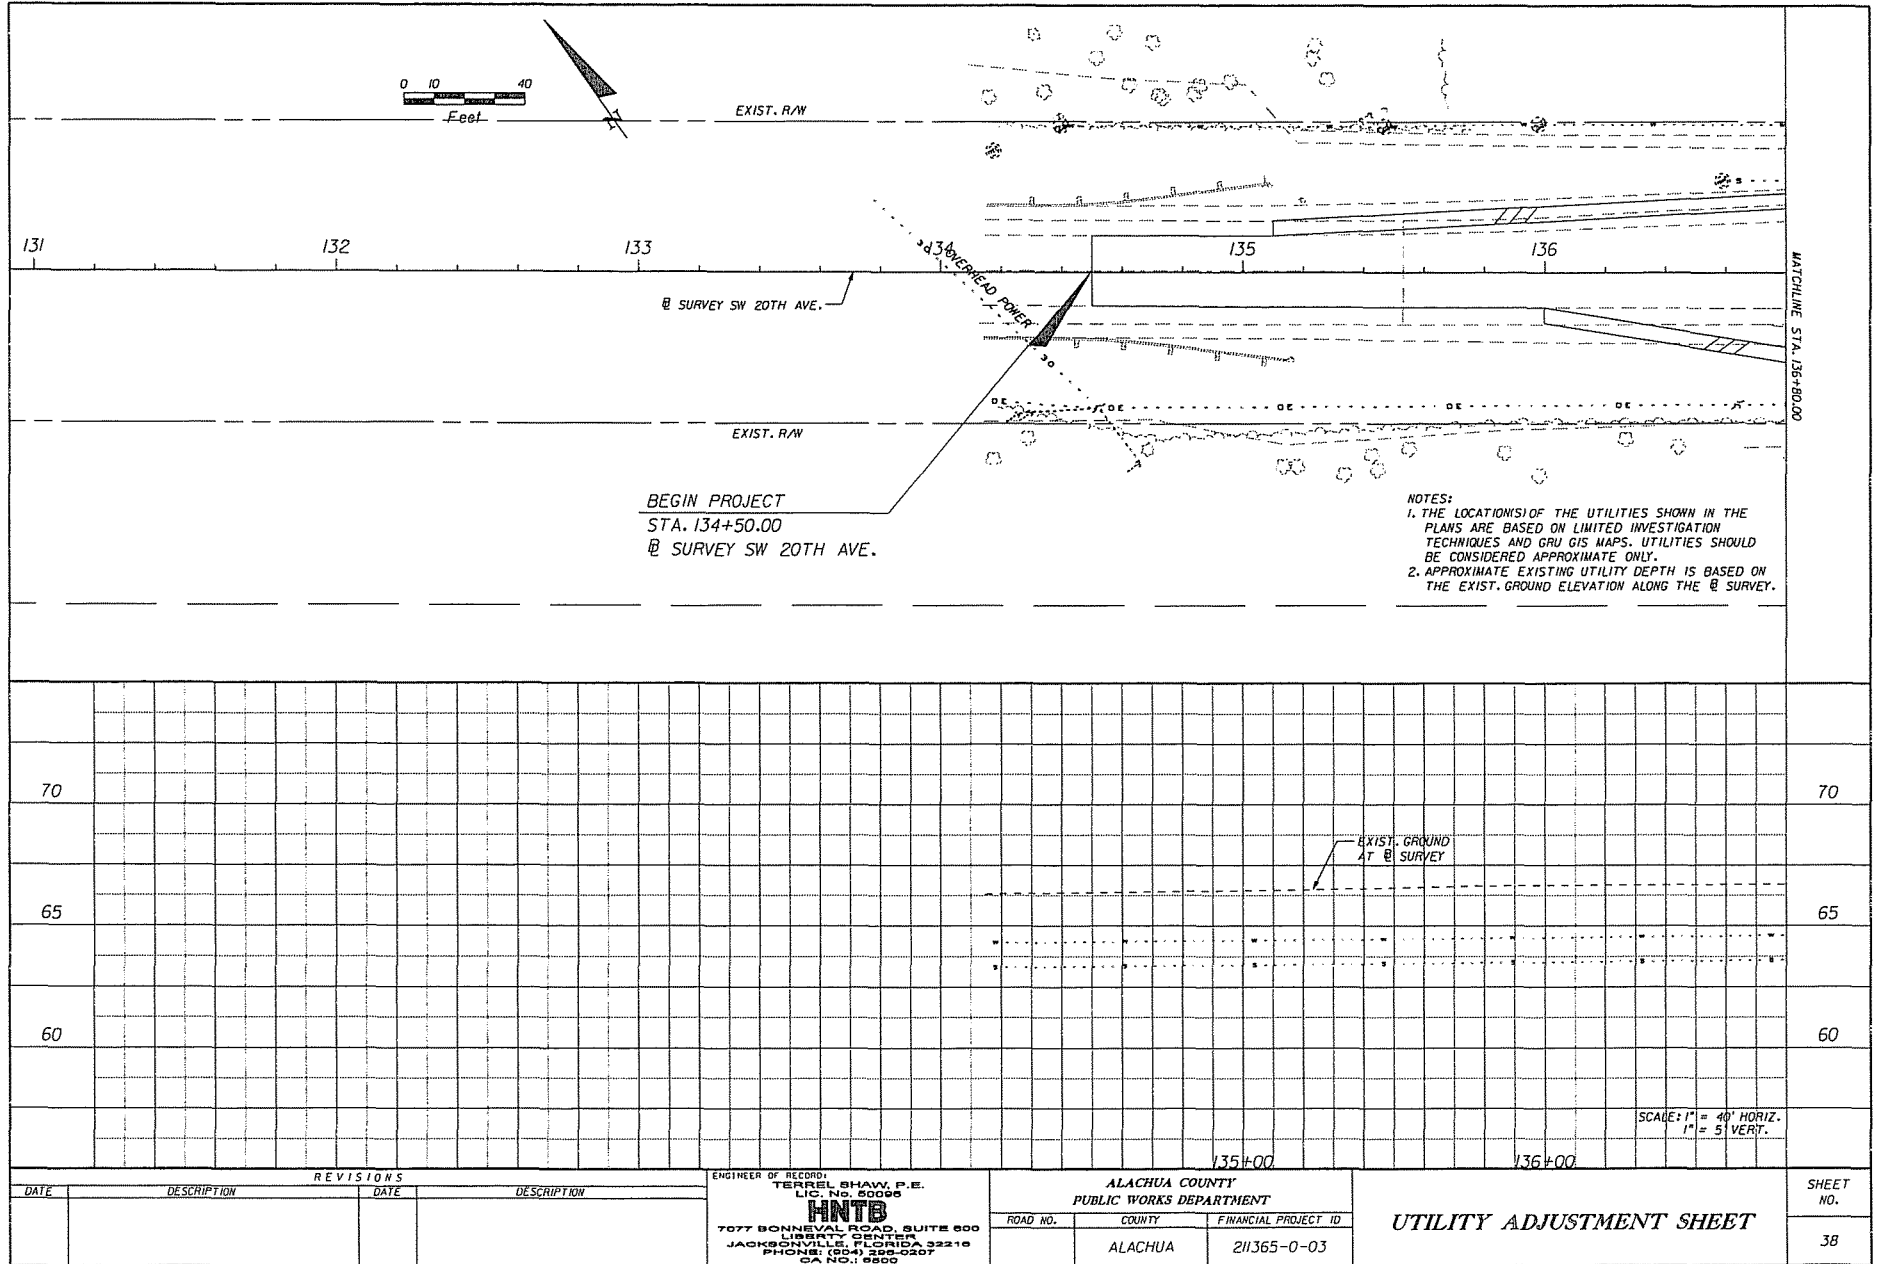 0 10 40
Feet
EXIST. R/W
131 132 133 134 135 136
OVERHEAD POWER
OE
OE
OE
OE
OE
W
W
S
℄ SURVEY SW 20TH AVE.
EXIST. R/W
MATCHLINE STA. 136+80.00
BEGIN PROJECT
STA. 134+50.00
℄ SURVEY SW 20TH AVE.
NOTES:
1. THE LOCATION(S) OF THE UTILITIES SHOWN IN THE
PLANS ARE BASED ON LIMITED INVESTIGATION
TECHNIQUES AND GRU GIS MAPS. UTILITIES SHOULD
BE CONSIDERED APPROXIMATE ONLY.
2. APPROXIMATE EXISTING UTILITY DEPTH IS BASED ON
THE EXIST. GROUND ELEVATION ALONG THE ℄ SURVEY.
70 70
EXIST. GROUND
AT ℄ SURVEY
65 65
W W W W W W W
S S S S S S S
60 60
SCALE: 1" = 40' HORIZ.
1" = 5' VERT.
135+00 136+00
REVISIONS
DATE DESCRIPTION DATE DESCRIPTION
ENGINEER OF RECORD:
TERREL SHAW, P.E.
LIC. No. 50096
HNTB
7077 BONNEVAL ROAD, SUITE 600
LIBERTY CENTER
JACKSONVILLE, FLORIDA 32216
PHONE: (904) 296-0207
CA NO.: 6500
ALACHUA COUNTY
PUBLIC WORKS DEPARTMENT
ROAD NO. COUNTY FINANCIAL PROJECT ID
ALACHUA 211365-0-03
UTILITY ADJUSTMENT SHEET
SHEET
NO.
38